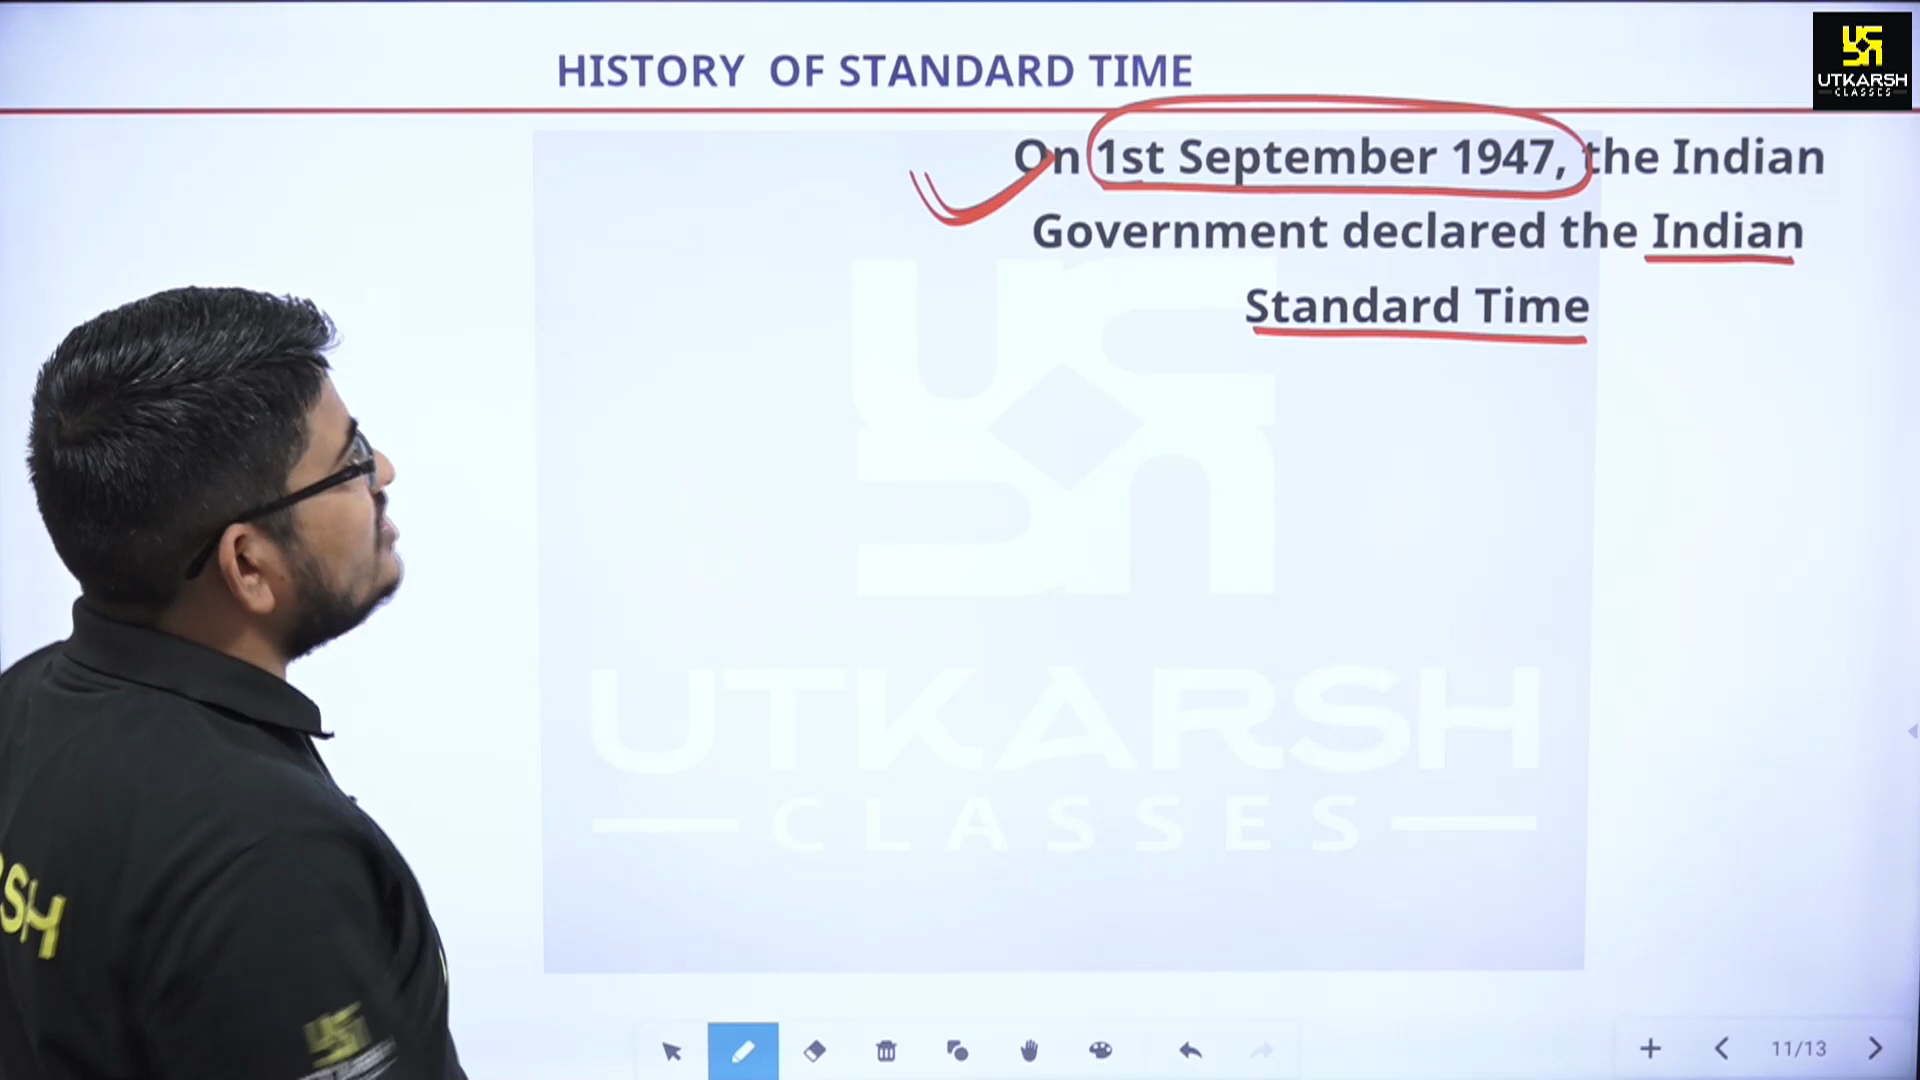 HISTORY OF STANDARD TIME
UTKARSH
CLASSES
On 1st September 1947, the Indian
Government declared the Indian
Standard Time
UTKARSH
CLASSES
RSH
11/13